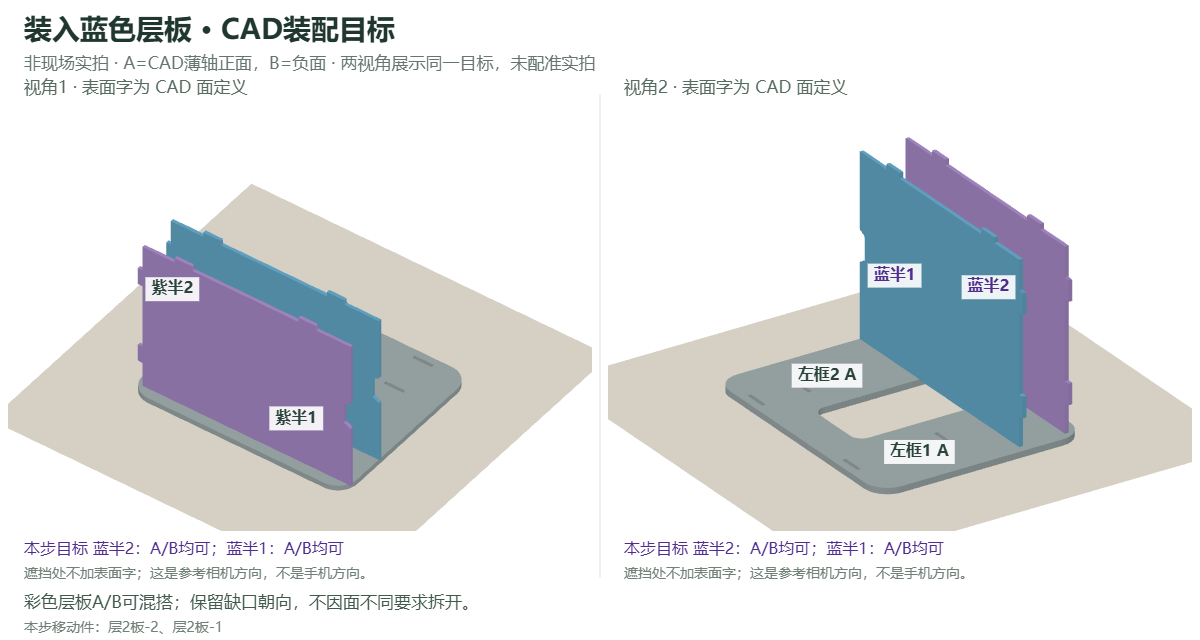 装入蓝色层板 · CAD装配目标
非现场实拍 · A=CAD薄轴正面，B=负面 · 两视角展示同一目标，未配准实拍
视角1 · 表面字为 CAD 面定义
紫半2
紫半1
本步目标 蓝半2：A/B均可；蓝半1：A/B均可
遮挡处不加表面字；这是参考相机方向，不是手机方向。
视角2 · 表面字为 CAD 面定义
蓝半1
蓝半2
左框2 A
左框1 A
本步目标 蓝半2：A/B均可；蓝半1：A/B均可
遮挡处不加表面字；这是参考相机方向，不是手机方向。
彩色层板A/B可混搭；保留缺口朝向，不因面不同要求拆开。
本步移动件：层2板-2、层2板-1